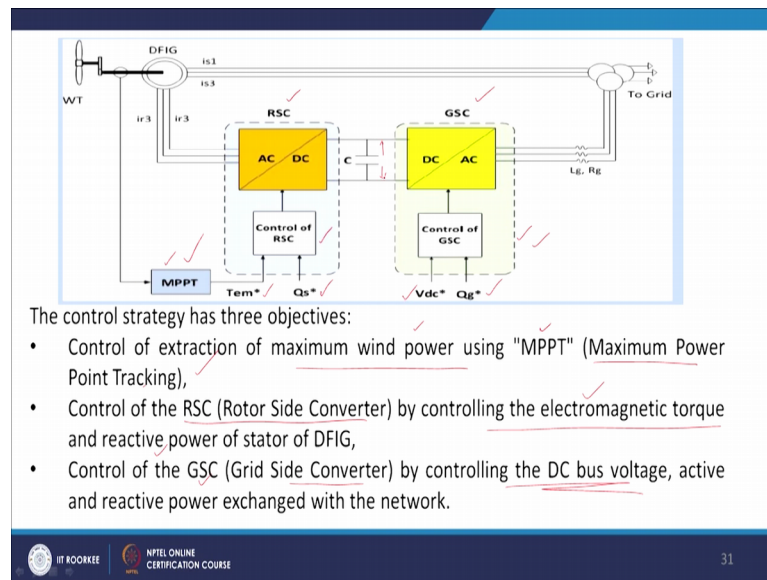 DFIG
is1
is3
WT
To Grid
ir3 ir3
RSC
GSC
AC DC
C
DC AC
Lg, Rg
Control of
RSC
Control of
GSC
MPPT
Tem*
Qs*
Vdc*
Qg*
The control strategy has three objectives:
• Control of extraction of maximum wind power using "MPPT" (Maximum Power
Point Tracking),
• Control of the RSC (Rotor Side Converter) by controlling the electromagnetic torque
and reactive power of stator of DFIG,
• Control of the GSC (Grid Side Converter) by controlling the DC bus voltage, active
and reactive power exchanged with the network.
IIT ROORKEE
NPTEL ONLINE
CERTIFICATION COURSE
31